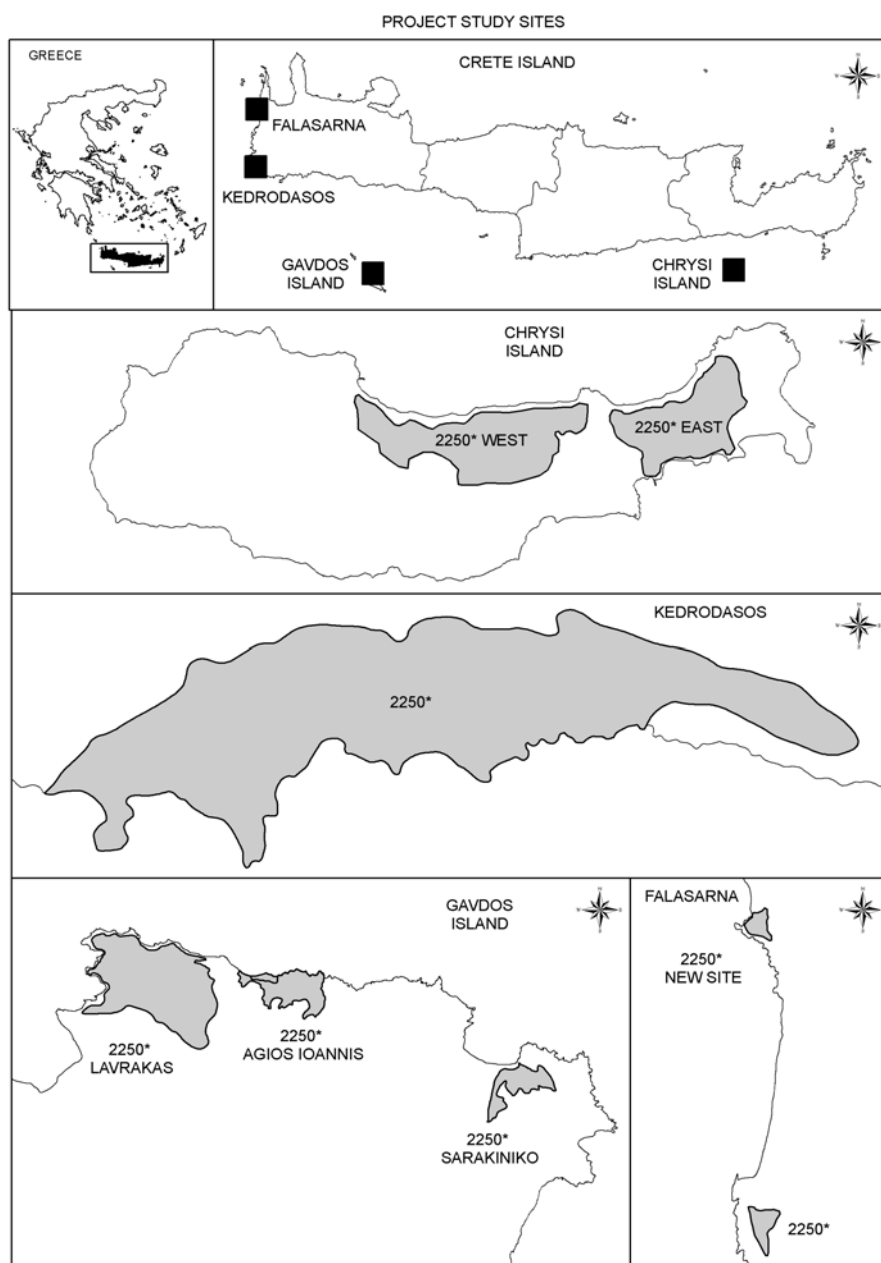 PROJECT STUDY SITES
GREECE
CRETE ISLAND
FALASARNA
KEDRODASOS
GAVDOS
ISLAND
CHRYSI
ISLAND
CHRYSI
ISLAND
2250* WEST
2250* EAST
KEDRODASOS
2250*
GAVDOS
ISLAND
2250*
LAVRAKAS
2250*
AGIOS IOANNIS
2250*
SARAKINIKO
FALASARNA
2250*
NEW SITE
2250*